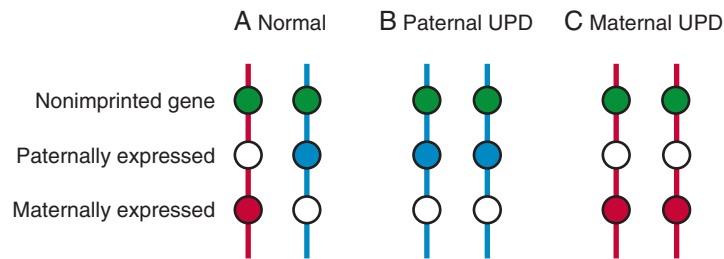 A Normal B Paternal UPD C Maternal UPD
Nonimprinted gene
Paternally expressed
Maternally expressed